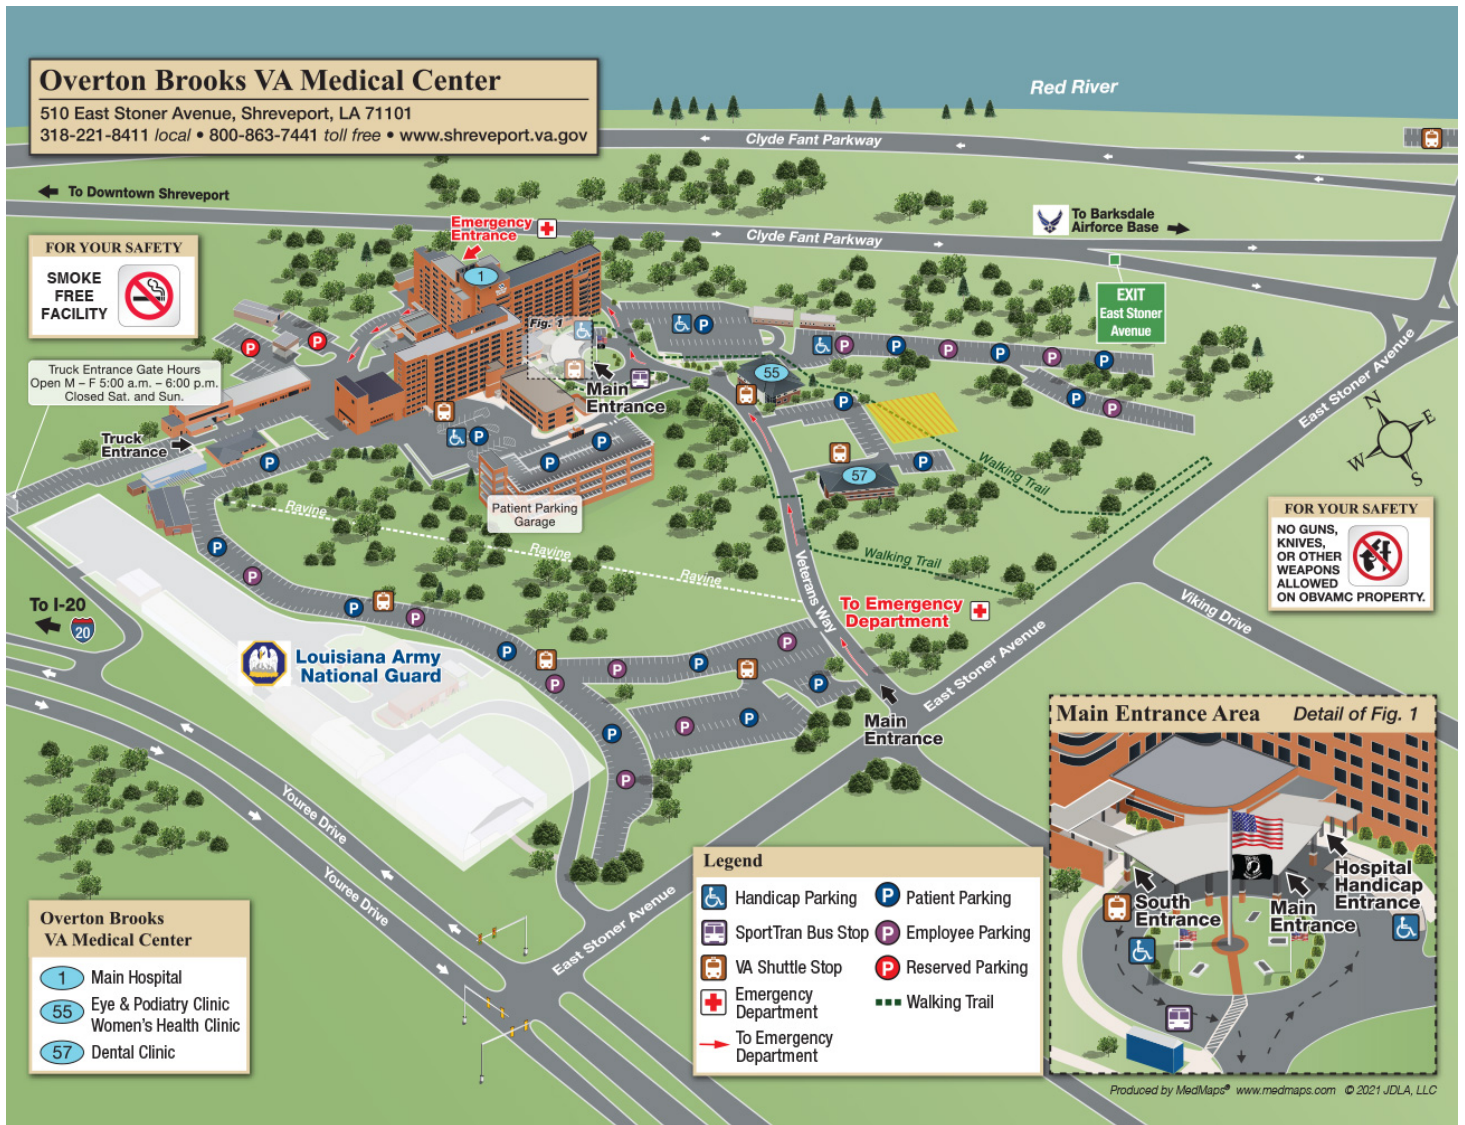 Overton Brooks VA Medical Center
510 East Stoner Avenue, Shreveport, LA 71101
318-221-8411 local • 800-863-7441 toll free • www.shreveport.va.gov
Red River
Clyde Fant Parkway
To Downtown Shreveport
Clyde Fant Parkway
To Barksdale
Airforce Base
Emergency
Entrance
EXIT
East Stoner
Avenue
FOR YOUR SAFETY
SMOKE
FREE
FACILITY
1
Fig. 1
P
P
P
P
P
P
P
P
P
P
P
P
Truck Entrance Gate Hours
Open M – F 5:00 a.m. – 6:00 p.m.
Closed Sat. and Sun.
55
Main
Entrance
P
East Stoner Avenue
N
E
W
S
Truck
Entrance
P
P
P
P
P
57
Walking Trail
Patient Parking
Garage
Ravine
Ravine
Ravine
Walking Trail
Veterans Way
FOR YOUR SAFETY
NO GUNS,
KNIVES,
OR OTHER
WEAPONS
ALLOWED
ON OBVAMC PROPERTY.
P
P
P
P
To I-20
20
To Emergency
Department
Viking Drive
Louisiana Army
National Guard
P
P
P
P
P
P
P
P
P
P
P
East Stoner Avenue
Main
Entrance
Youree Drive
Youree Drive
East Stoner Avenue
Main Entrance Area Detail of Fig. 1
Hospital
Handicap
Entrance
South
Entrance
Main
Entrance
Legend
Handicap Parking
P Patient Parking
SportTran Bus Stop
P Employee Parking
VA Shuttle Stop
P Reserved Parking
Emergency
Department
Walking Trail
To Emergency
Department
Overton Brooks
VA Medical Center
1 Main Hospital
55 Eye & Podiatry Clinic
Women's Health Clinic
57 Dental Clinic
Produced by MedMaps® www.medmaps.com © 2021 JDLA, LLC